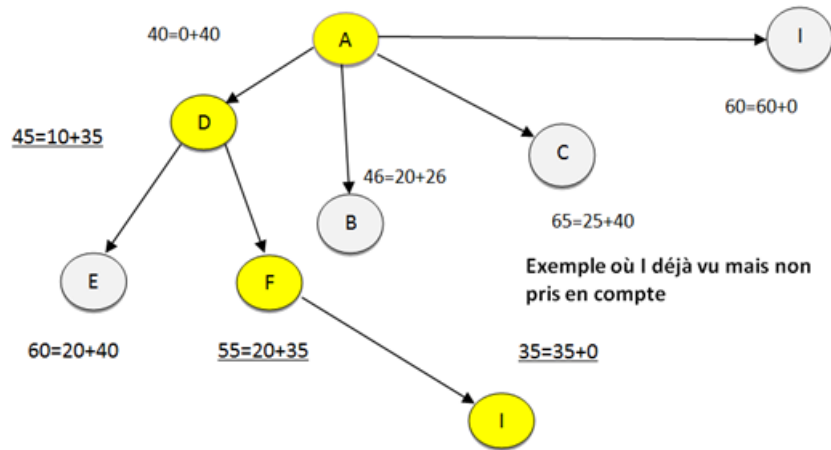 40=0+40
A
I
60=60+0
D
45=10+35
C
46=20+26
B
65=25+40
E
F
Exemple où I déjà vu mais non
pris en compte
60=20+40
55=20+35
35=35+0
I